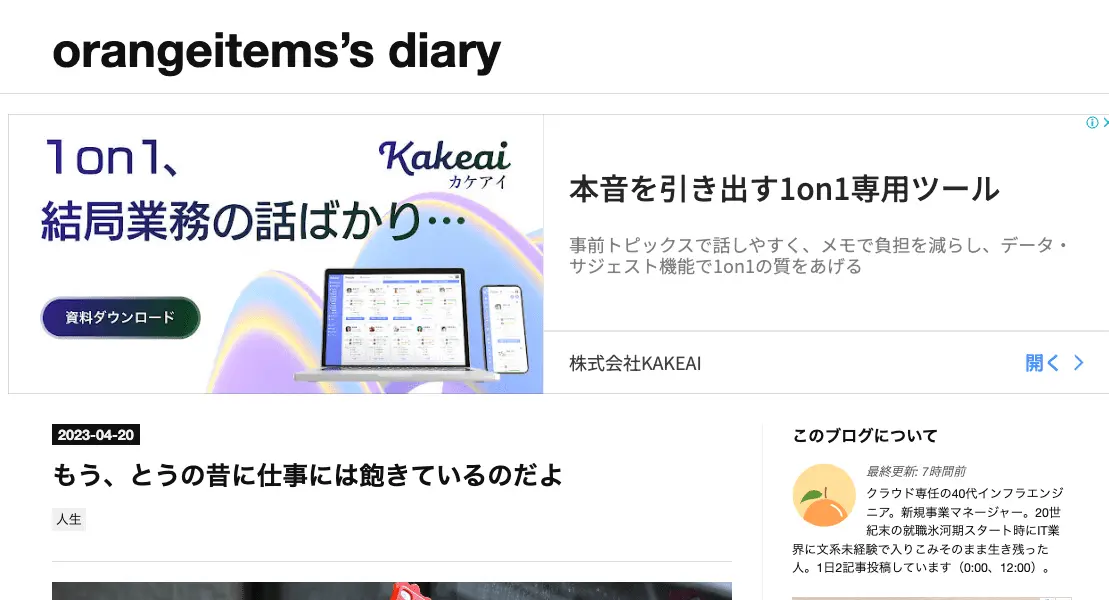 orangeitems’s diary
1on1、
Kakeai
カケアイ
結局業務の話ばかり…
資料ダウンロード
本音を引き出す1on1専用ツール
事前トピックスで話しやすく、メモで負担を減らし、データ・
サジェスト機能で1on1の質をあげる
株式会社KAKEAI
開く
2023-04-20
もう、とうの昔に仕事には飽きているのだよ
人生
このブログについて
最終更新: 7時間前
クラウド専任の40代インフラエンジ
ニア。新規事業マネージャー。20世
紀末の就職氷河期スタート時にIT業
界に文系未経験で入りこみそのまま生き残った
人。1日2記事投稿しています（0:00、12:00）。